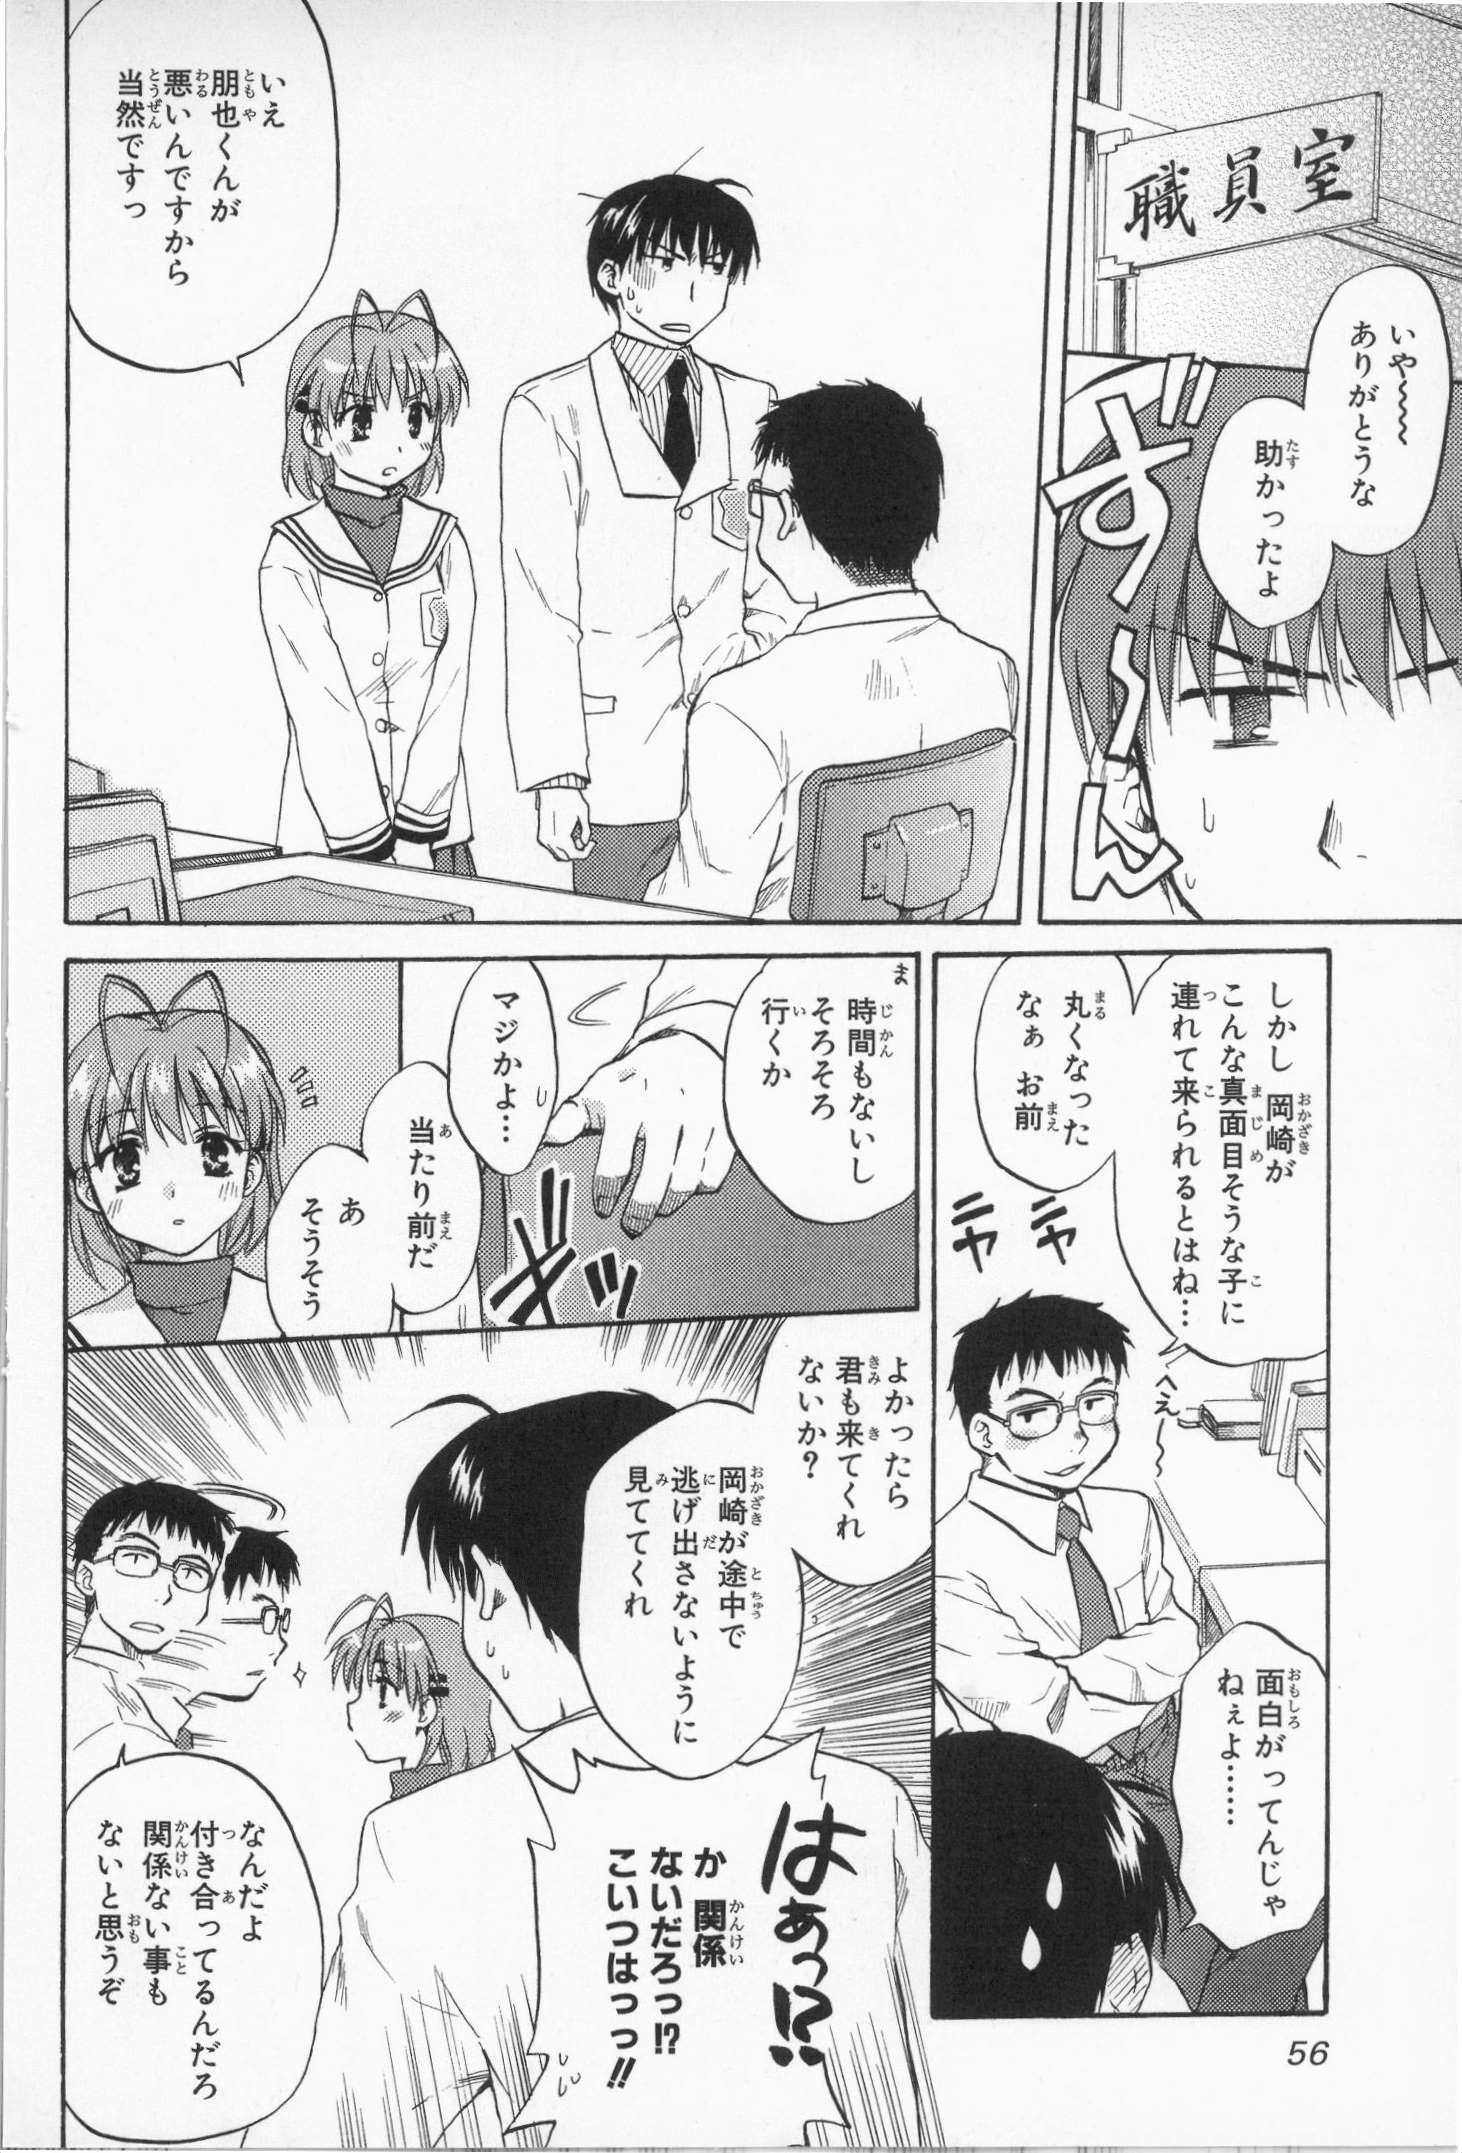 職員室
いや〜〜〜
ありがとうな
助かったよ
ず〜〜ん
いえ
朋也くんが
悪いんですから
当然ですっ
しかし 岡崎が
こんな真面目そうな子に
連れて来られるとはね…
丸くなった
なぁ お前
ニヤ
ニヤ
へえ〜
面白がってんじゃ
ねぇよ……
ま
時間もないし
そろそろ
行くか
ギッ
マジかよ…
当たり前だ
あ
そうそう
よかったら
君も来てくれ
ないか?
岡崎が途中で
逃げ出さないように
見ててくれ
はぁっ!?
か 関係
ないだろっ!?
こいつはっっ!!
なんだよ
付き合ってるんだろ
関係ない事も
ないと思うぞ
56